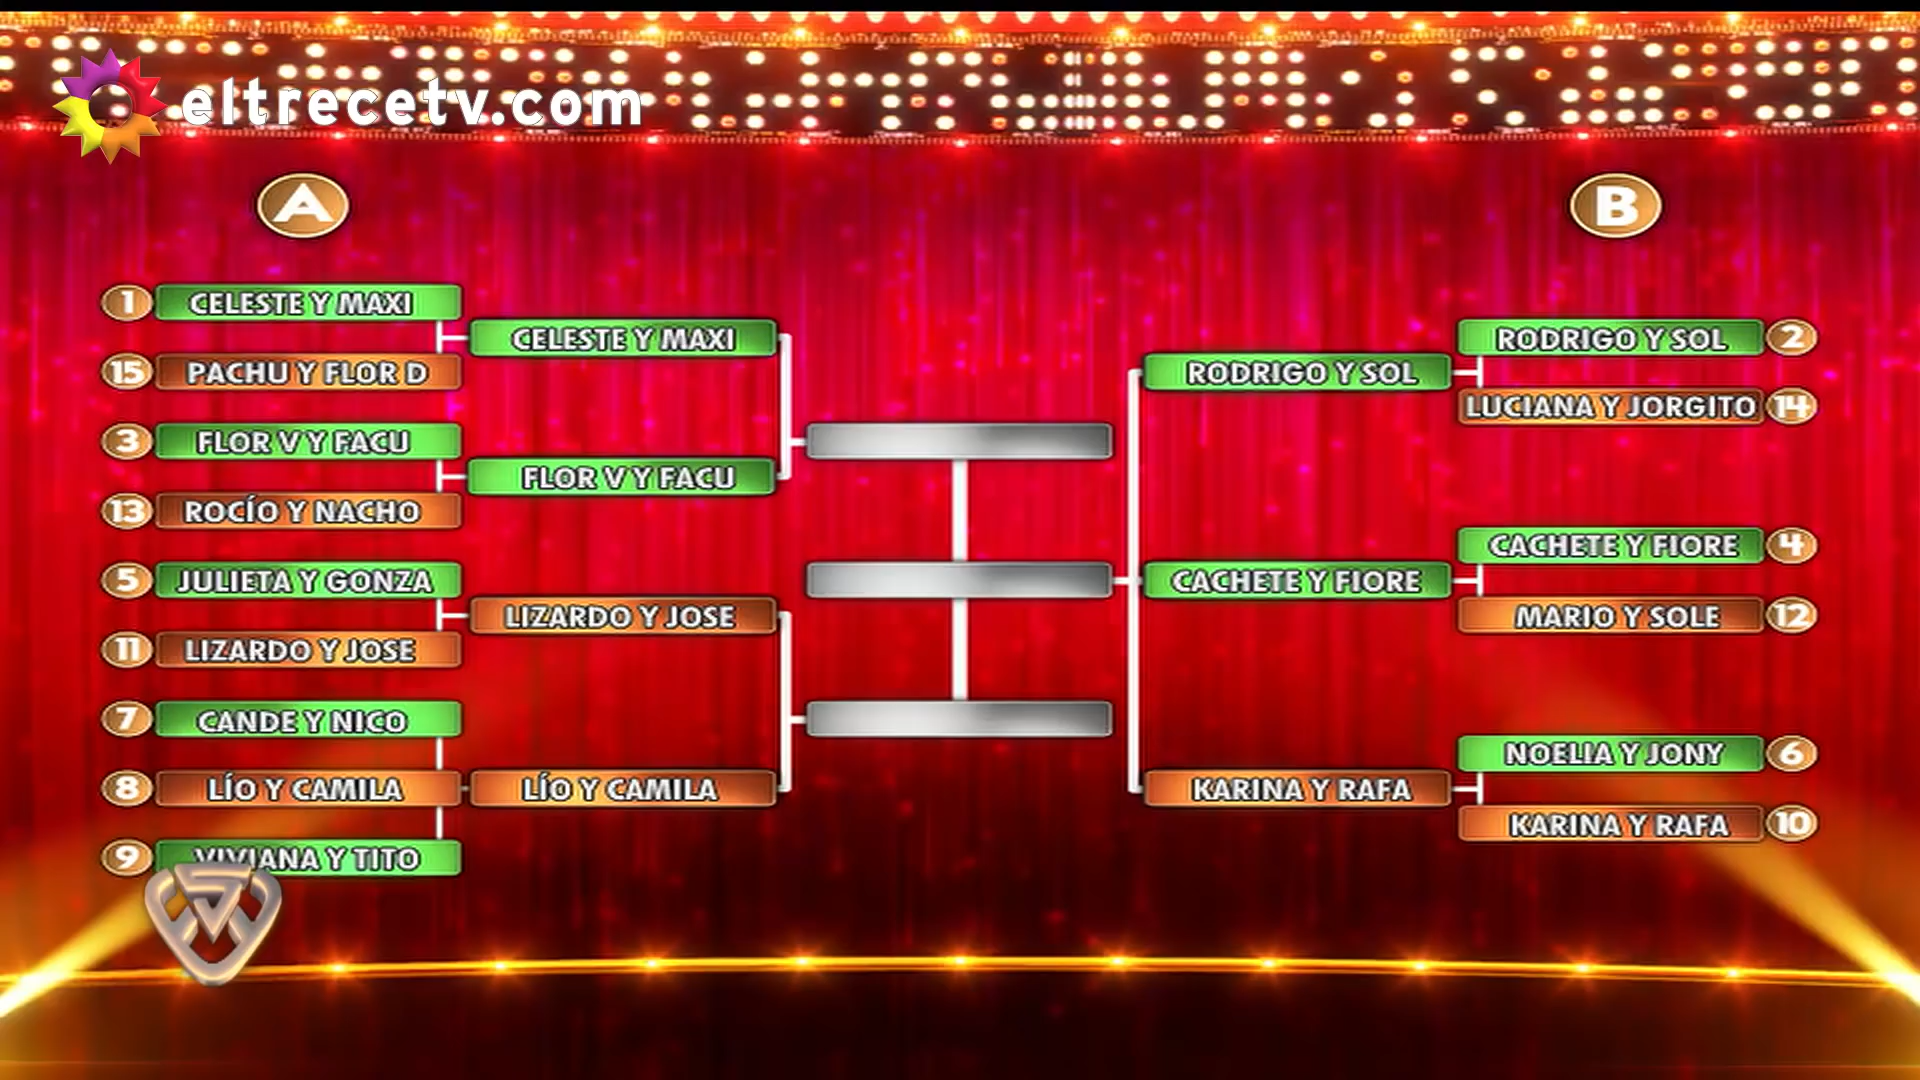 eltrecetv.com
A
B
1 CELESTE Y MAXI
15 PACHU Y FLOR D
3 FLOR V Y FACU
13 ROCÍO Y NACHO
5 JULIETA Y GONZA
11 LIZARDO Y JOSE
7 CANDE Y NICO
8 LÍO Y CAMILA
9 VIVIANA Y TITO
CELESTE Y MAXI
FLOR V Y FACU
LIZARDO Y JOSE
LÍO Y CAMILA
RODRIGO Y SOL
CACHETE Y FIORE
KARINA Y RAFA
RODRIGO Y SOL 2
LUCIANA Y JORGITO 14
CACHETE Y FIORE 4
MARIO Y SOLE 12
NOELIA Y JONY 6
KARINA Y RAFA 10